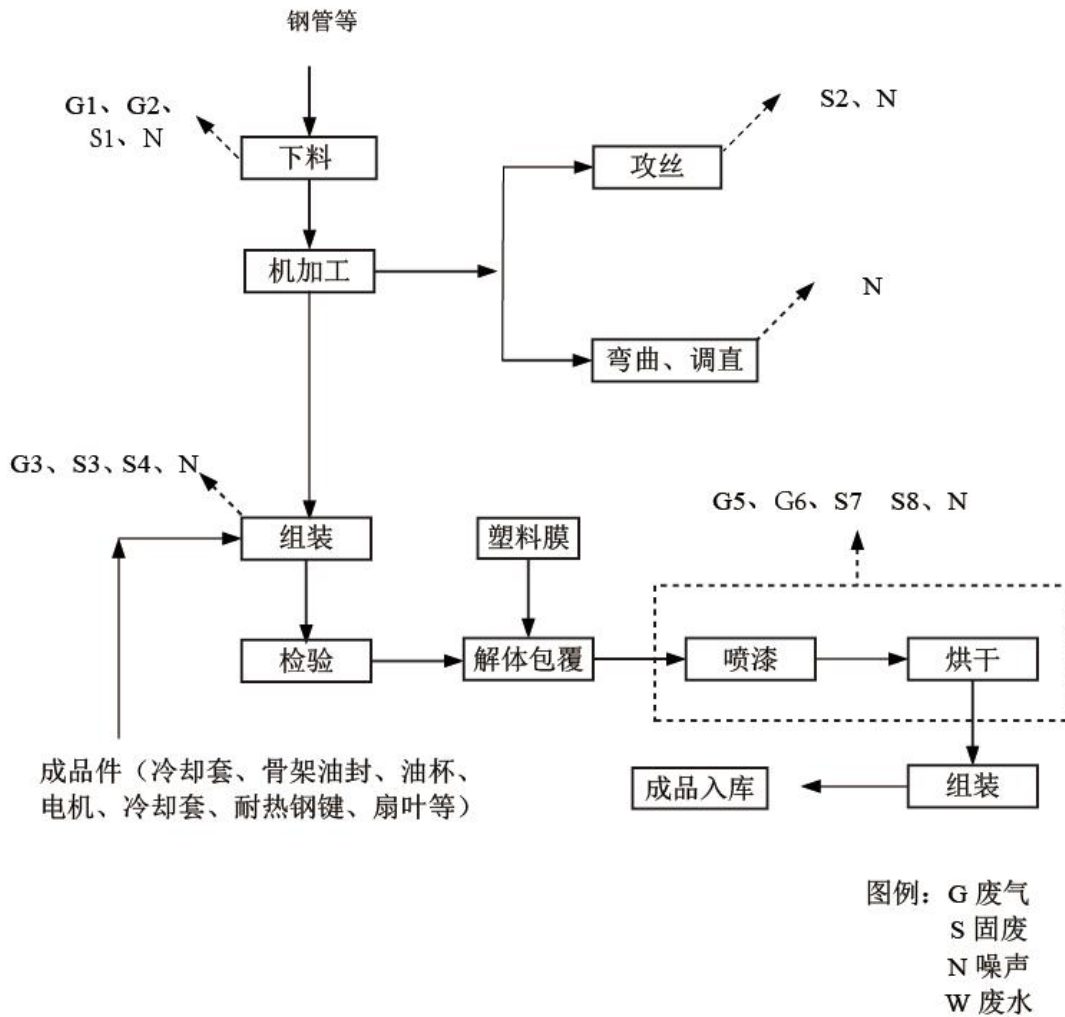 钢管等
G1、G2、
S1、N
下料
S2、N
攻丝
机加工
N
弯曲、调直
G3、S3、S4、N
组装
塑料膜
G5、G6、S7 S8、N
检验
解体包覆
喷漆
烘干
成品件（冷却套、骨架油封、油杯、
电机、冷却套、耐热钢键、扇叶等）
成品入库
组装
图例：G 废气
S 固废
N 噪声
W 废水